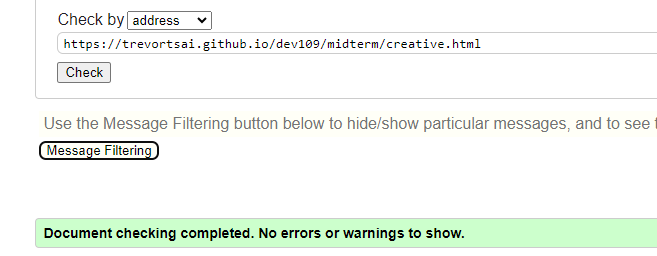 Check by address
https://trevortsai.github.io/dev109/midterm/creative.html
Check
Use the Message Filtering button below to hide/show particular messages, and to see
Message Filtering
Document checking completed. No errors or warnings to show.